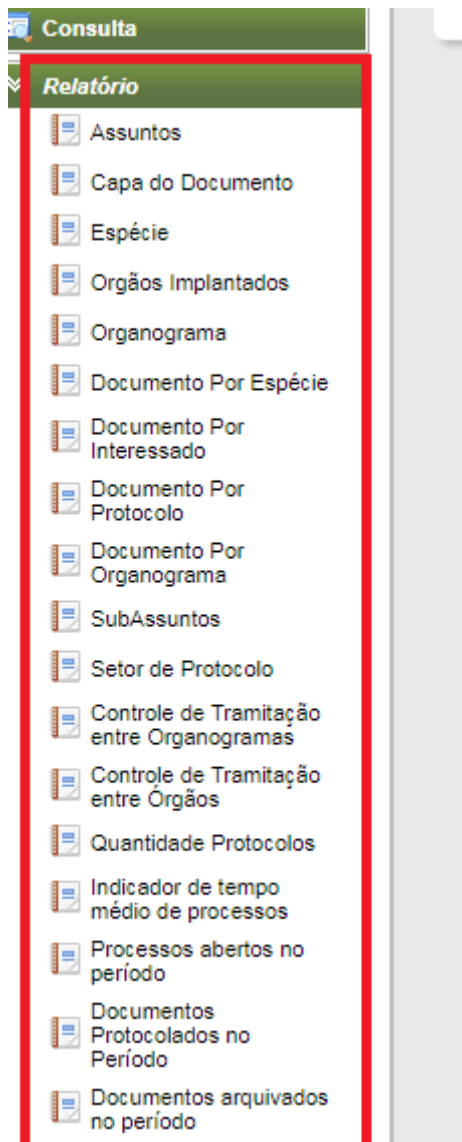 Consulta
Relatório
Assuntos
Capa do Documento
Espécie
Orgãos Implantados
Organograma
Documento Por Espécie
Documento Por
Interessado
Documento Por
Protocolo
Documento Por
Organograma
SubAssuntos
Setor de Protocolo
Controle de Tramitação
entre Organogramas
Controle de Tramitação
entre Órgãos
Quantidade Protocolos
Indicador de tempo
médio de processos
Processos abertos no
período
Documentos
Protocolados no
Período
Documentos arquivados
no período